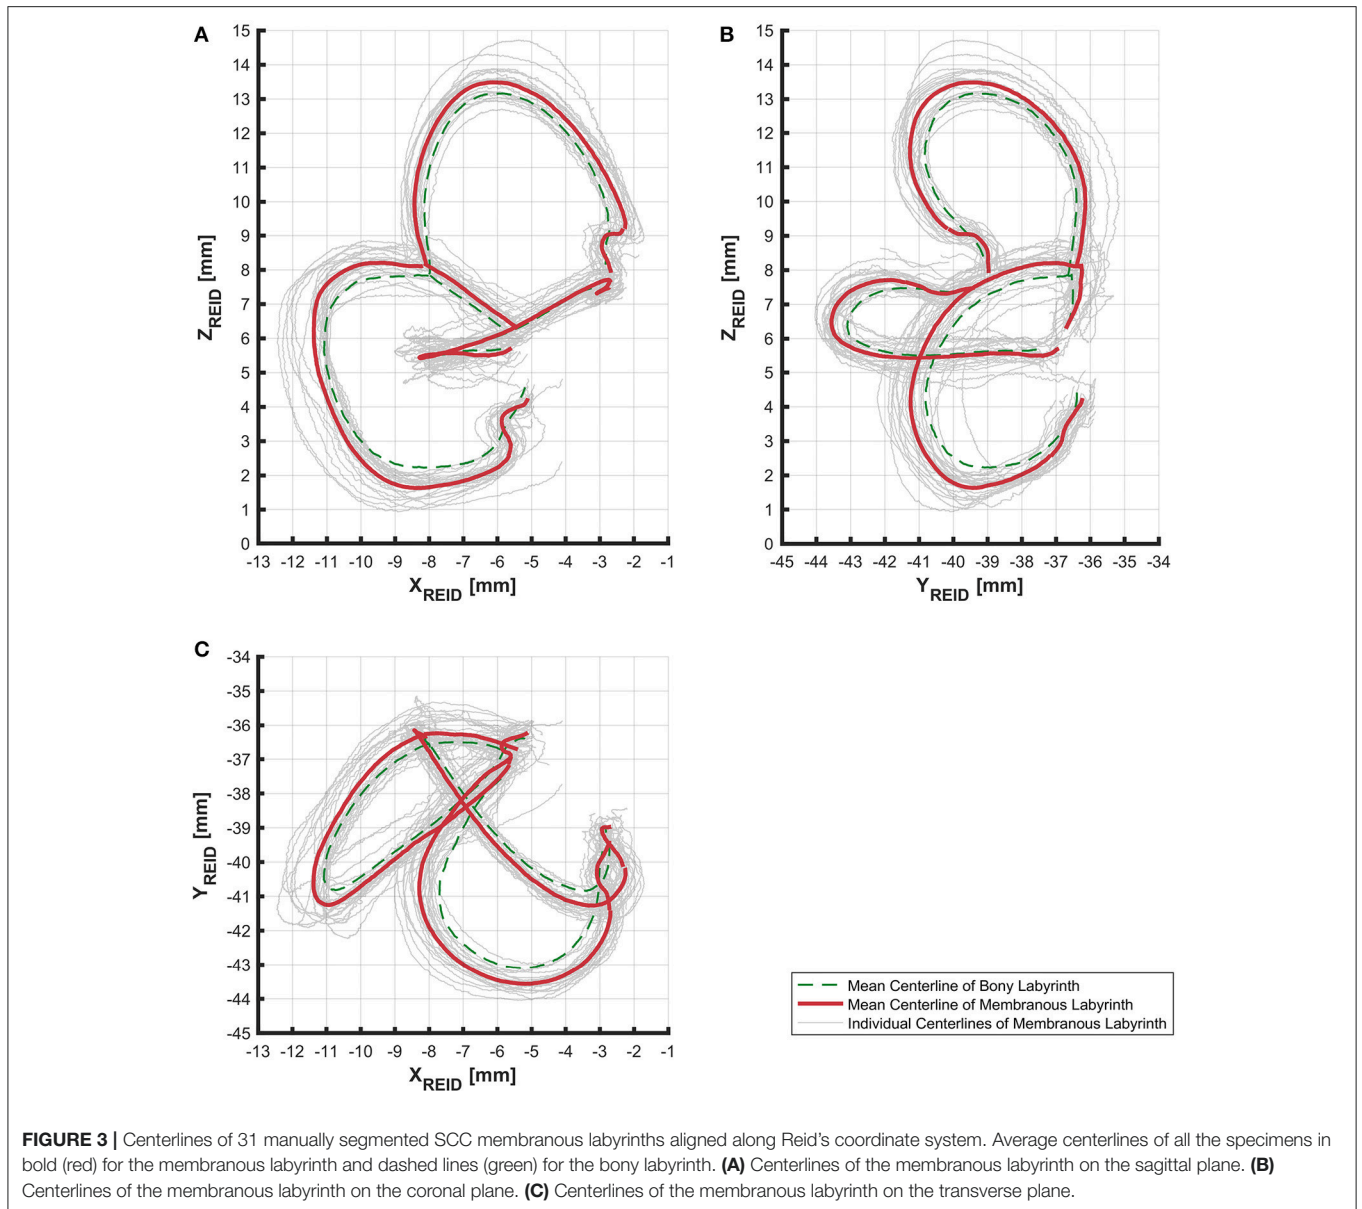 A
15
14
13
12
11
10
9
8
7
6
5
4
3
2
1
0
Z_REID [mm]
-13 -12 -11 -10 -9 -8 -7 -6 -5 -4 -3 -2 -1
X_REID [mm]
B
15
14
13
12
11
10
9
8
7
6
5
4
3
2
1
0
Z_REID [mm]
-45 -44 -43 -42 -41 -40 -39 -38 -37 -36 -35 -34
Y_REID [mm]
C
-34
-35
-36
-37
-38
-39
-40
-41
-42
-43
-44
-45
Y_REID [mm]
-13 -12 -11 -10 -9 -8 -7 -6 -5 -4 -3 -2 -1
X_REID [mm]
Mean Centerline of Bony Labyrinth
Mean Centerline of Membranous Labyrinth
Individual Centerlines of Membranous Labyrinth
FIGURE 3 | Centerlines of 31 manually segmented SCC membranous labyrinths aligned along Reid's coordinate system. Average centerlines of all the specimens in
bold (red) for the membranous labyrinth and dashed lines (green) for the bony labyrinth. (A) Centerlines of the membranous labyrinth on the sagittal plane. (B)
Centerlines of the membranous labyrinth on the coronal plane. (C) Centerlines of the membranous labyrinth on the transverse plane.